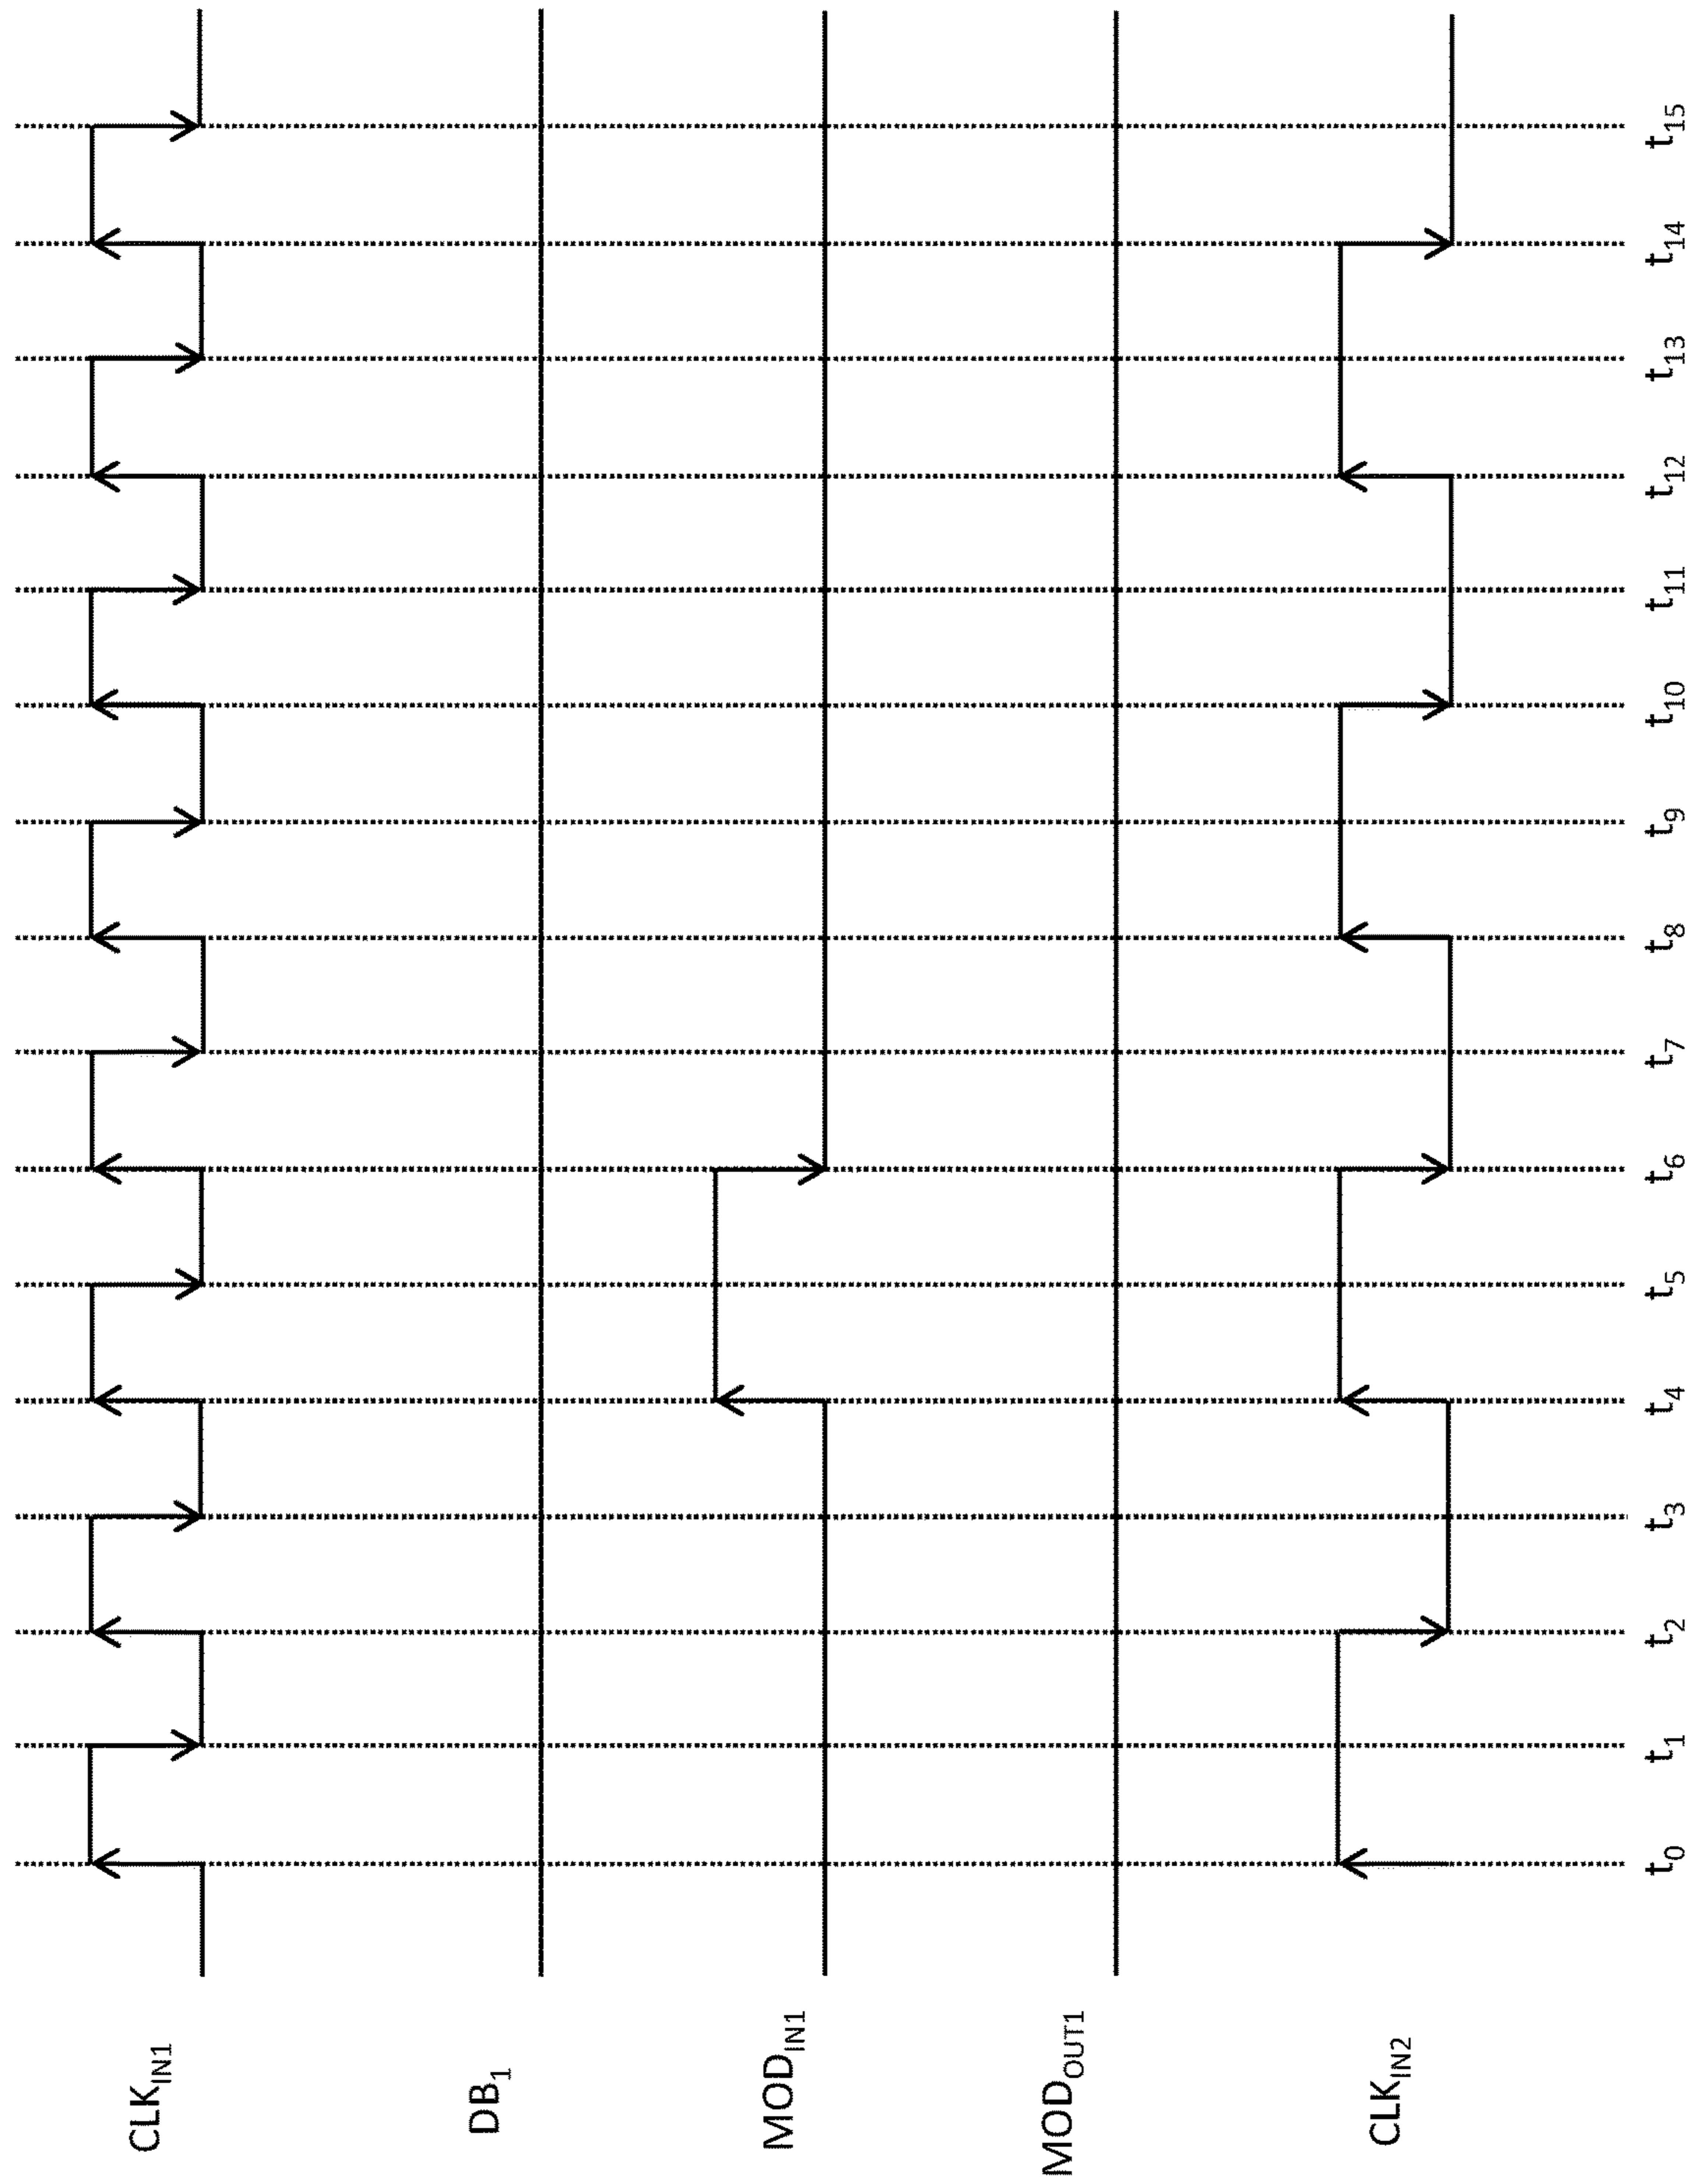 CLK_IN1
DB_1
MOD_IN1
MOD_OUT1
CLK_IN2
t_0 t_1 t_2 t_3 t_4 t_5 t_6 t_7 t_8 t_9 t_10 t_11 t_12 t_13 t_14 t_15